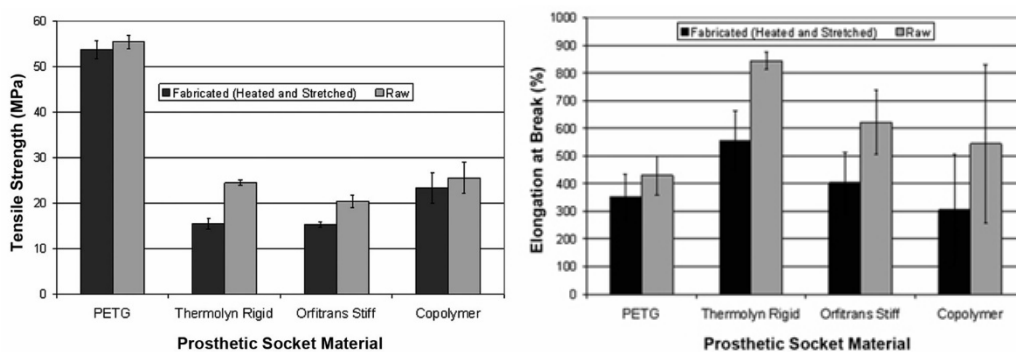 60
50
40
30
20
10
0
Tensile Strength (MPa)
Fabricated (Heated and Stretched) Raw
PETG Thermolyn Rigid Orfitrans Stiff Copolymer
Prosthetic Socket Material
1000
900
800
700
600
500
400
300
200
100
0
Elongation at Break (%)
Fabricated (Heated and Stretched) Raw
PETG Thermolyn Rigid Orfitrans Stiff Copolymer
Prosthetic Socket Material